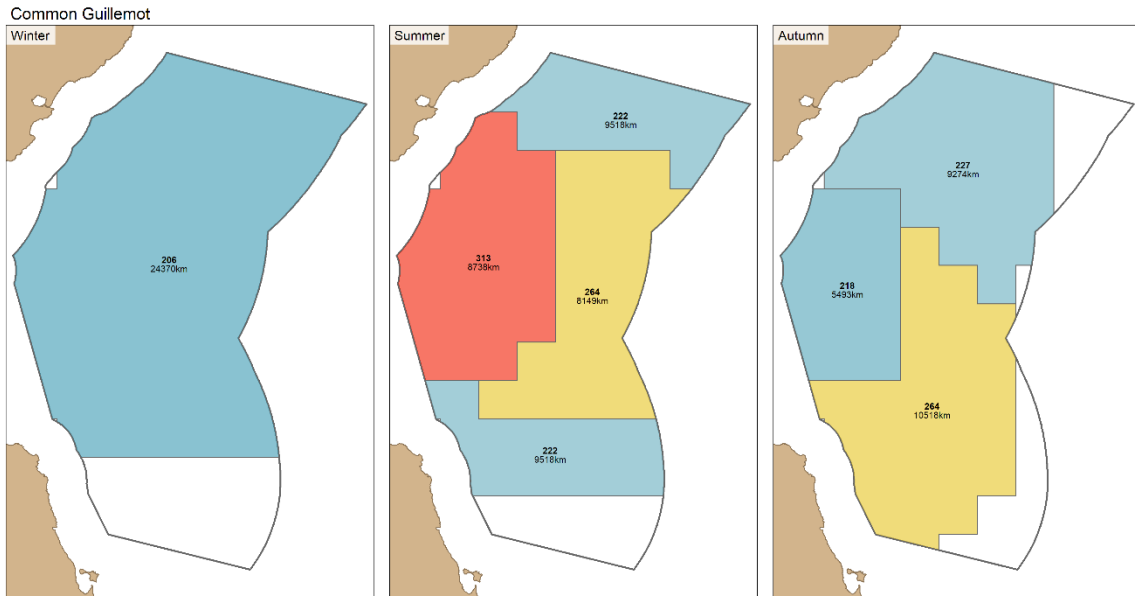 Common Guillemot
Winter
206
24370km
Summer
222
9518km
313
8738km
264
8149km
222
9518km
Autumn
227
9274km
218
5493km
264
10518km